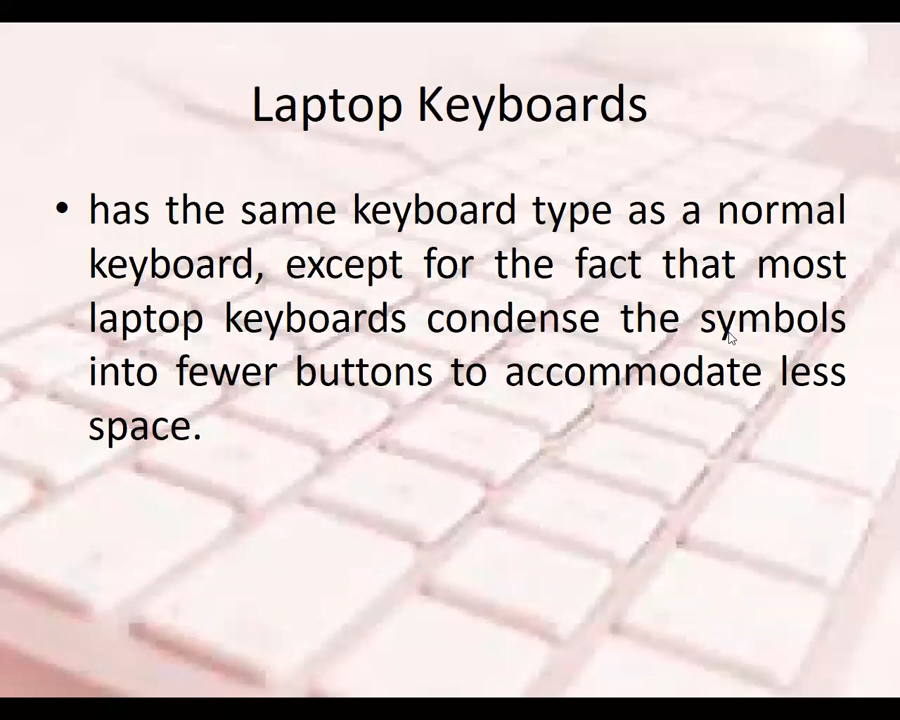 Laptop Keyboards
• has the same keyboard type as a normal
keyboard, except for the fact that most
laptop keyboards condense the symbols
into fewer buttons to accommodate less
space.